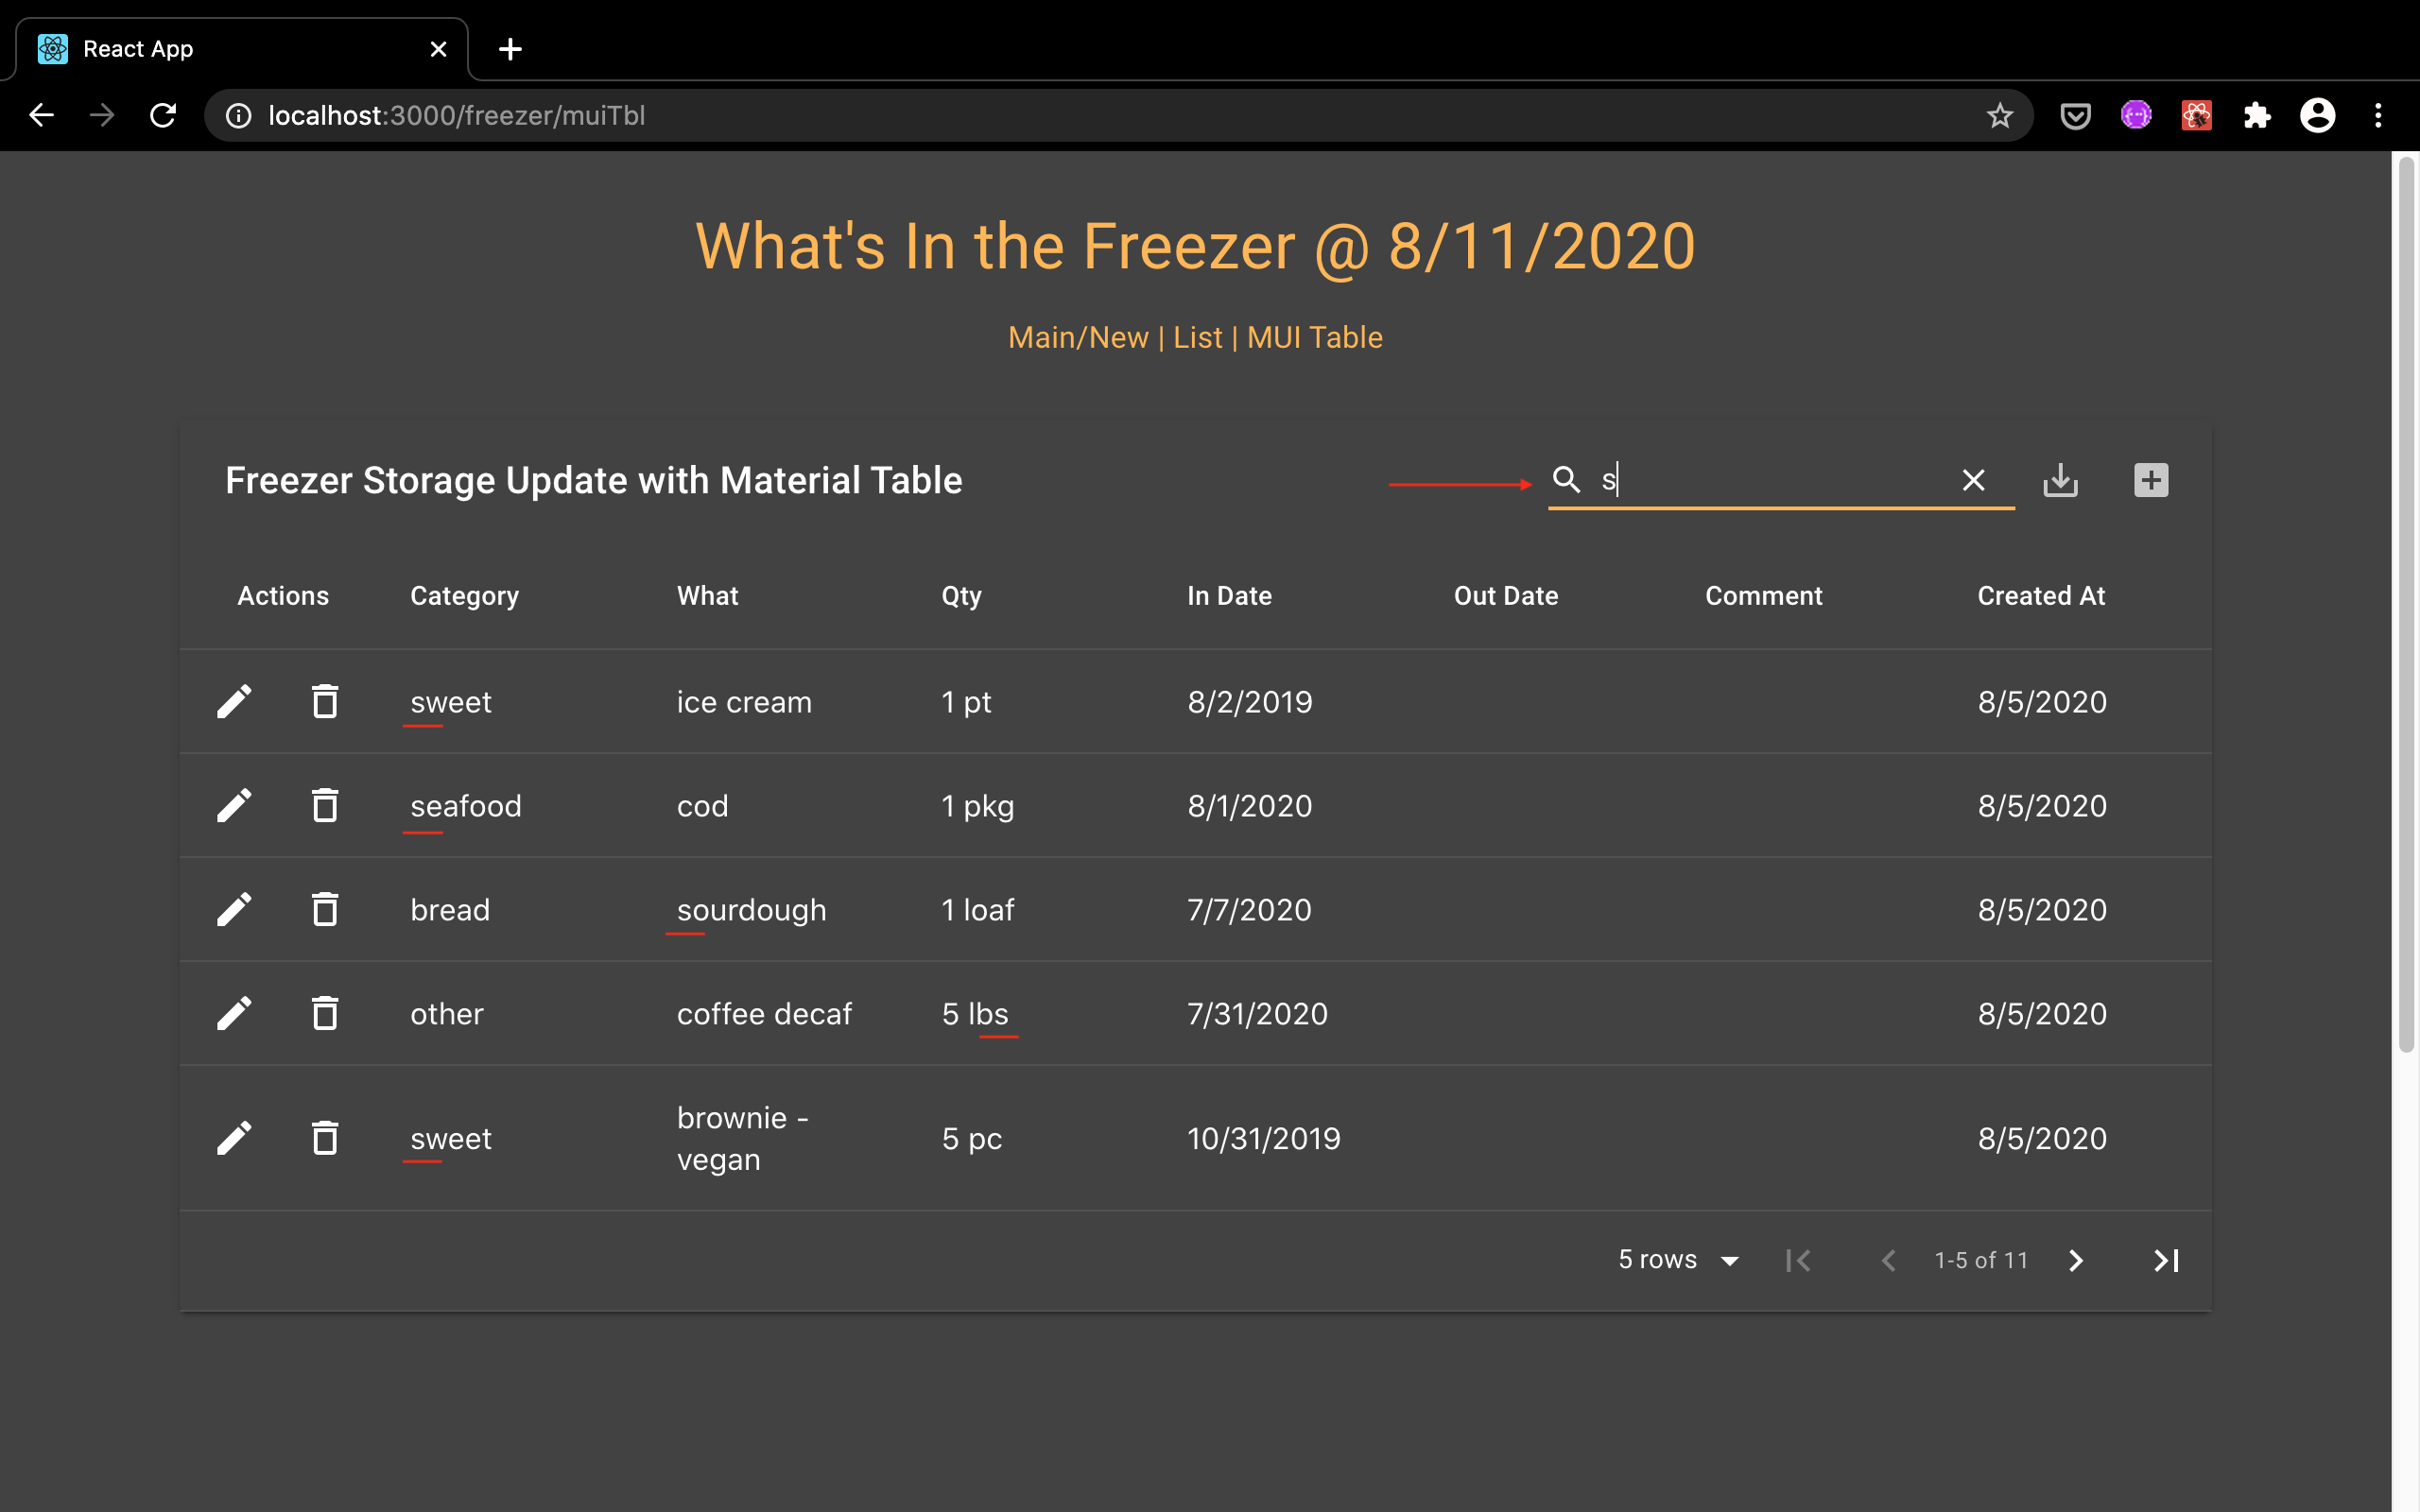 React App
localhost:3000/freezer/muiTbl
What's In the Freezer @ 8/11/2020
Main/New | List | MUI Table
Freezer Storage Update with Material Table
s
Actions Category What Qty In Date Out Date Comment Created At
sweet ice cream 1 pt 8/2/2019 8/5/2020
seafood cod 1 pkg 8/1/2020 8/5/2020
bread sourdough 1 loaf 7/7/2020 8/5/2020
other coffee decaf 5 lbs 7/31/2020 8/5/2020
sweet brownie - 5 pc 10/31/2019 8/5/2020
vegan
5 rows 1-5 of 11